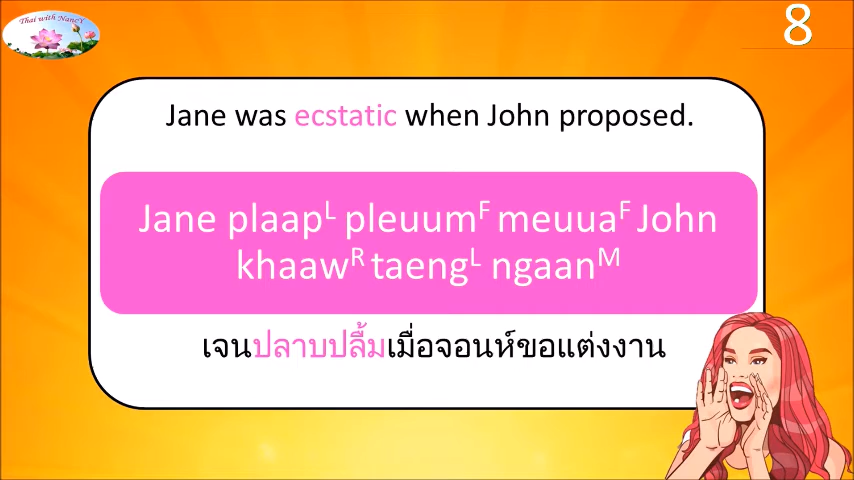 Thai with NancY
8
Jane was ecstatic when John proposed.
Jane plaapL pleuumF meuuaF John
khaawR taengL ngaanM
เจนปลาบปลื้มเมื่อจอนห์ขอแต่งงาน